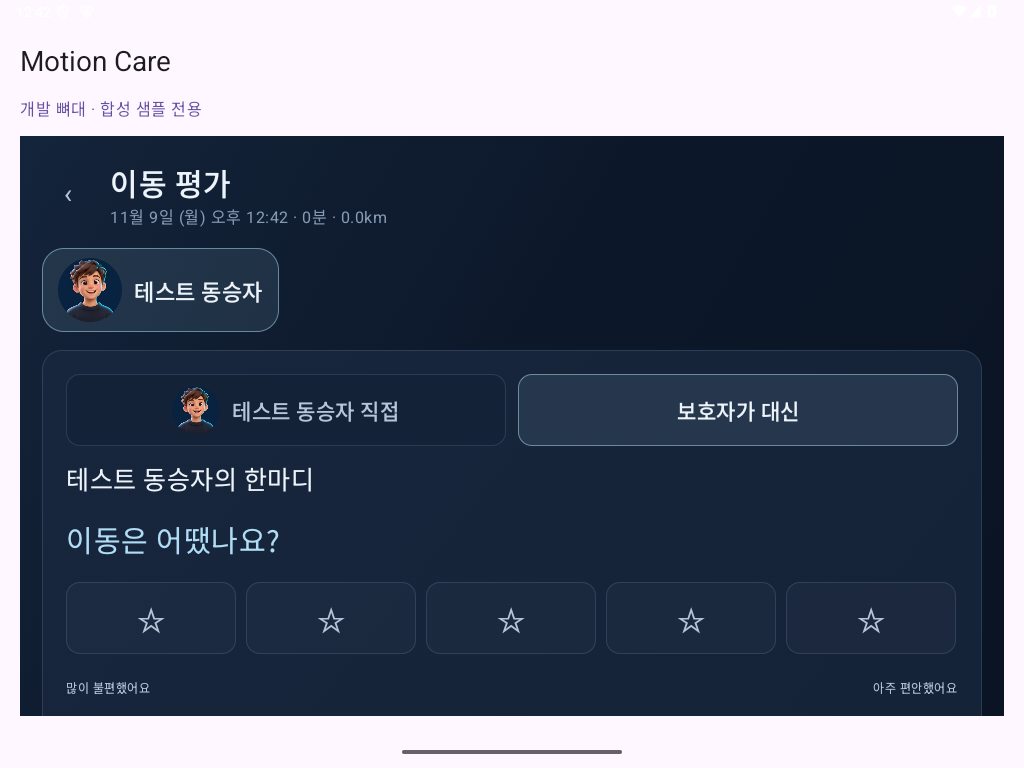 Motion Care
개발 뼈대 · 합성 샘플 전용
이동 평가
11월 9일 (월) 오후 12:42 · 0분 · 0.0km
테스트 동승자
테스트 동승자 직접
보호자가 대신
테스트 동승자의 한마디
이동은 어땠나요?
많이 불편했어요
아주 편안했어요